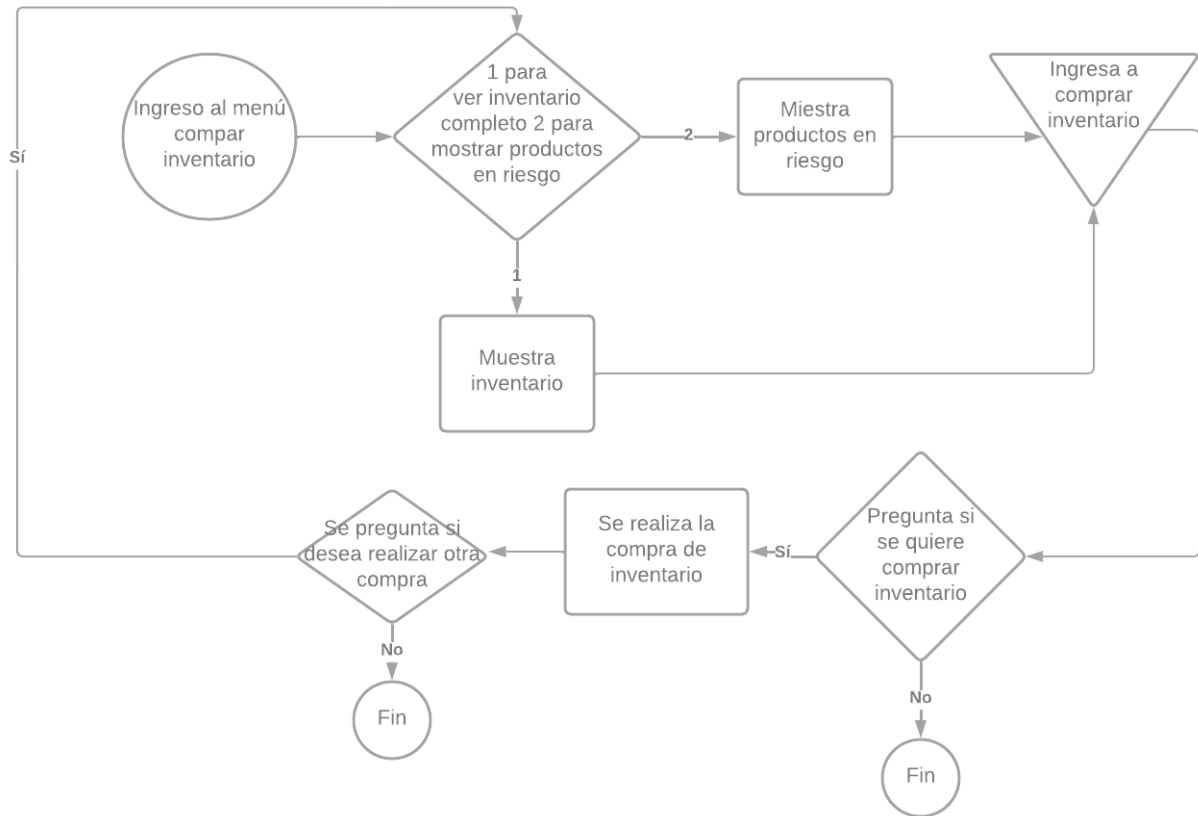 Ingreso al menú
compar
inventario
1 para
ver inventario
completo 2 para
mostrar productos
en riesgo
2
Miestra
productos en
riesgo
Ingresa a
comprar
inventario
Sí
1
Muestra
inventario
Se pregunta si
desea realizar otra
compra
Se realiza la
compra de
inventario
Sí
Pregunta si
se quiere
comprar
inventario
No
Fin
No
Fin